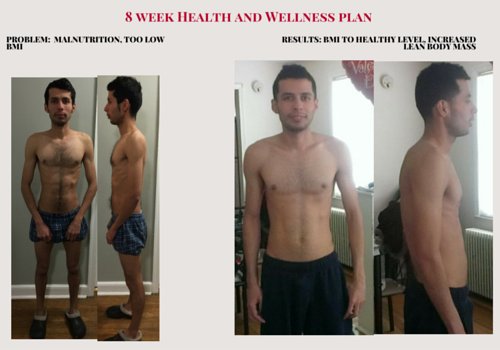 8 week Health and Wellness plan
Problem: Malnutrition, too low
BMI
Results: BMI to healthy level, increased
lean body mass